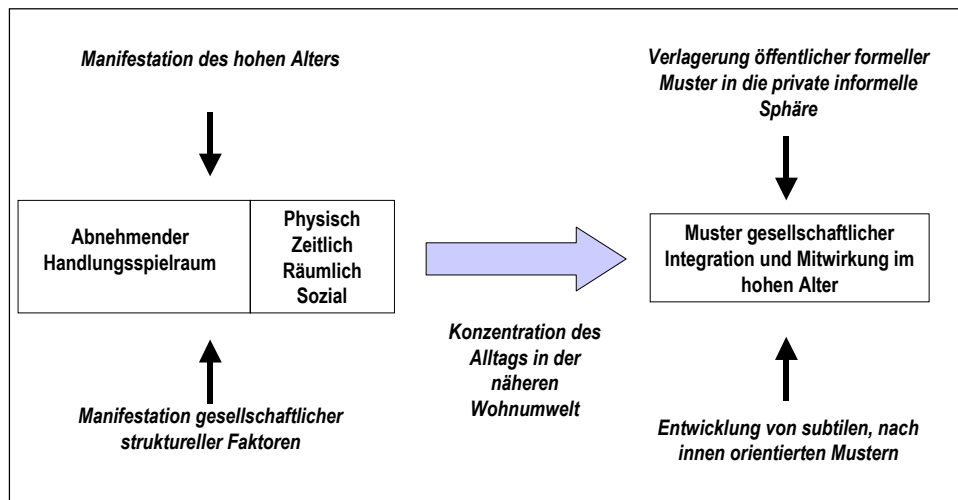 Manifestation des hohen Alters
Verlagerung öffentlicher formeller
Muster in die private informelle
Sphäre
Abnehmender
Handlungsspielraum
Physisch
Zeitlich
Räumlich
Sozial
Muster gesellschaftlicher
Integration und Mitwirkung im
hohen Alter
Konzentration des
Alltags in der
näheren
Wohnumwelt
Manifestation gesellschaftlicher
struktureller Faktoren
Entwicklung von subtilen, nach
innen orientierten Mustern